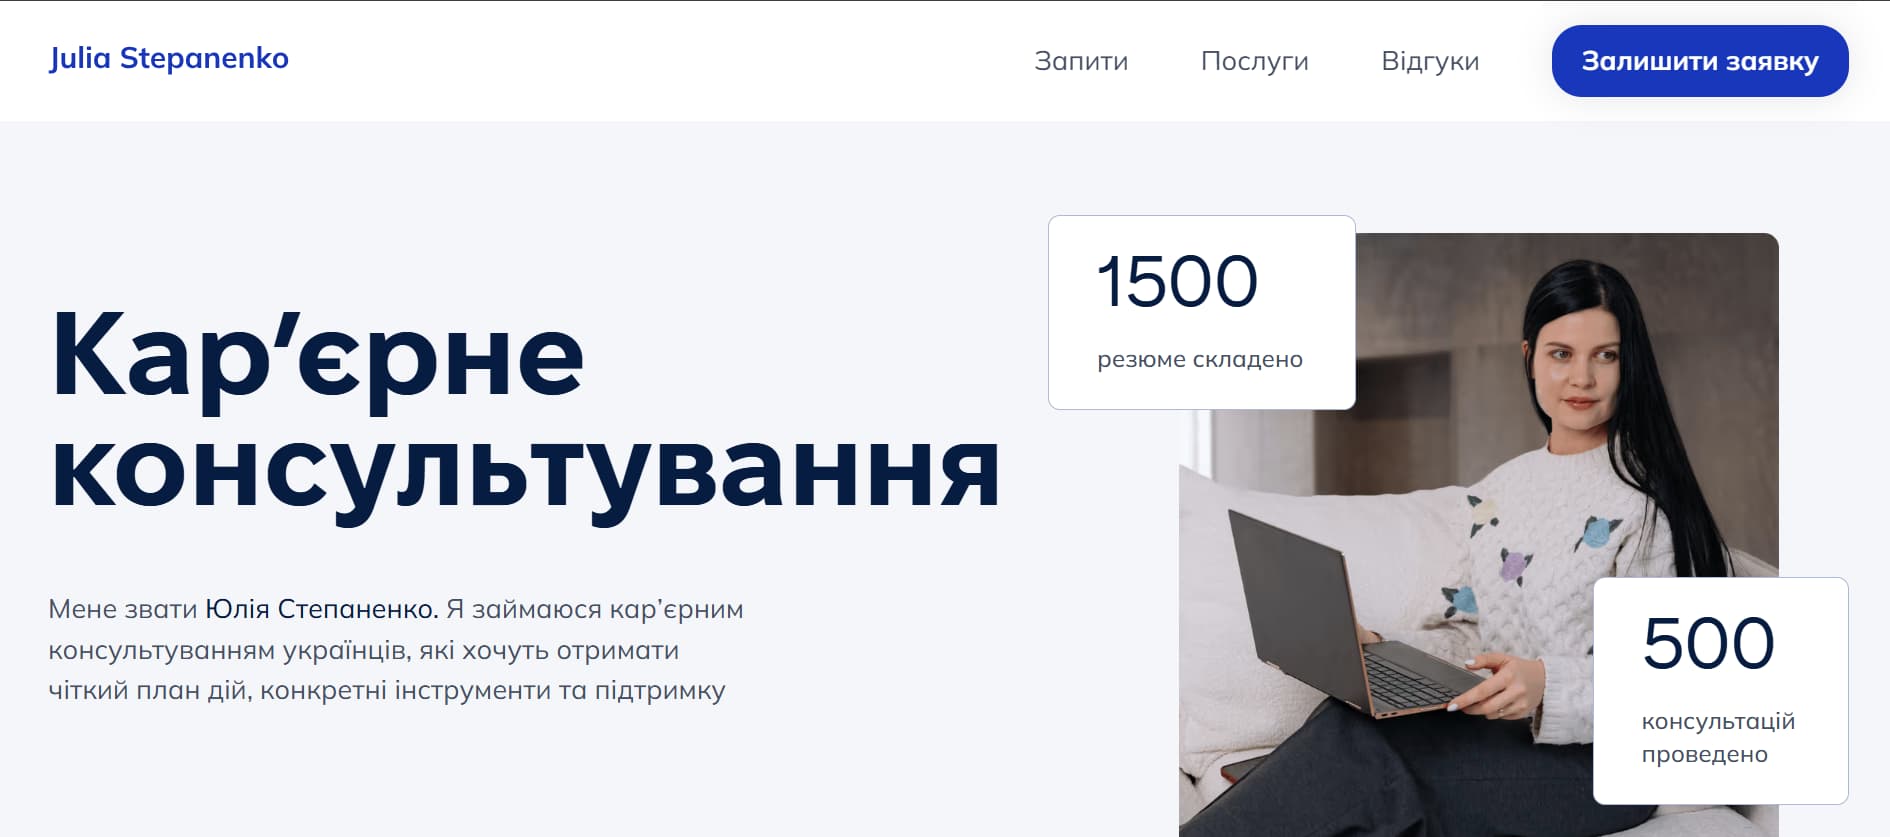 Julia Stepanenko
Запити
Послуги
Відгуки
Залишити заявку
1500
резюме складено
Кар’єрне
консультування
Мене звати Юлія Степаненко. Я займаюся кар’єрним
консультуванням українців, які хочуть отримати
чіткий план дій, конкретні інструменти та підтримку
500
консультацій
проведено